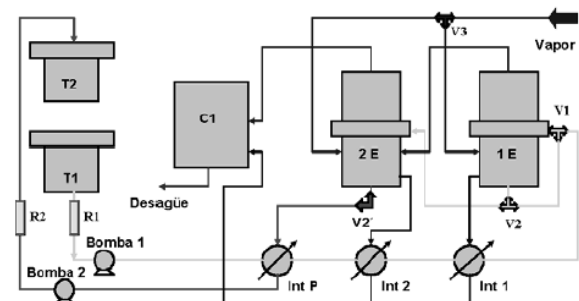 V3
Vapor
T2
C1
V1
2 E
1 E
T1
Desagüe
V2´
V2
R2
R1
Bomba 1
Bomba 2
Int P
Int 2
Int 1